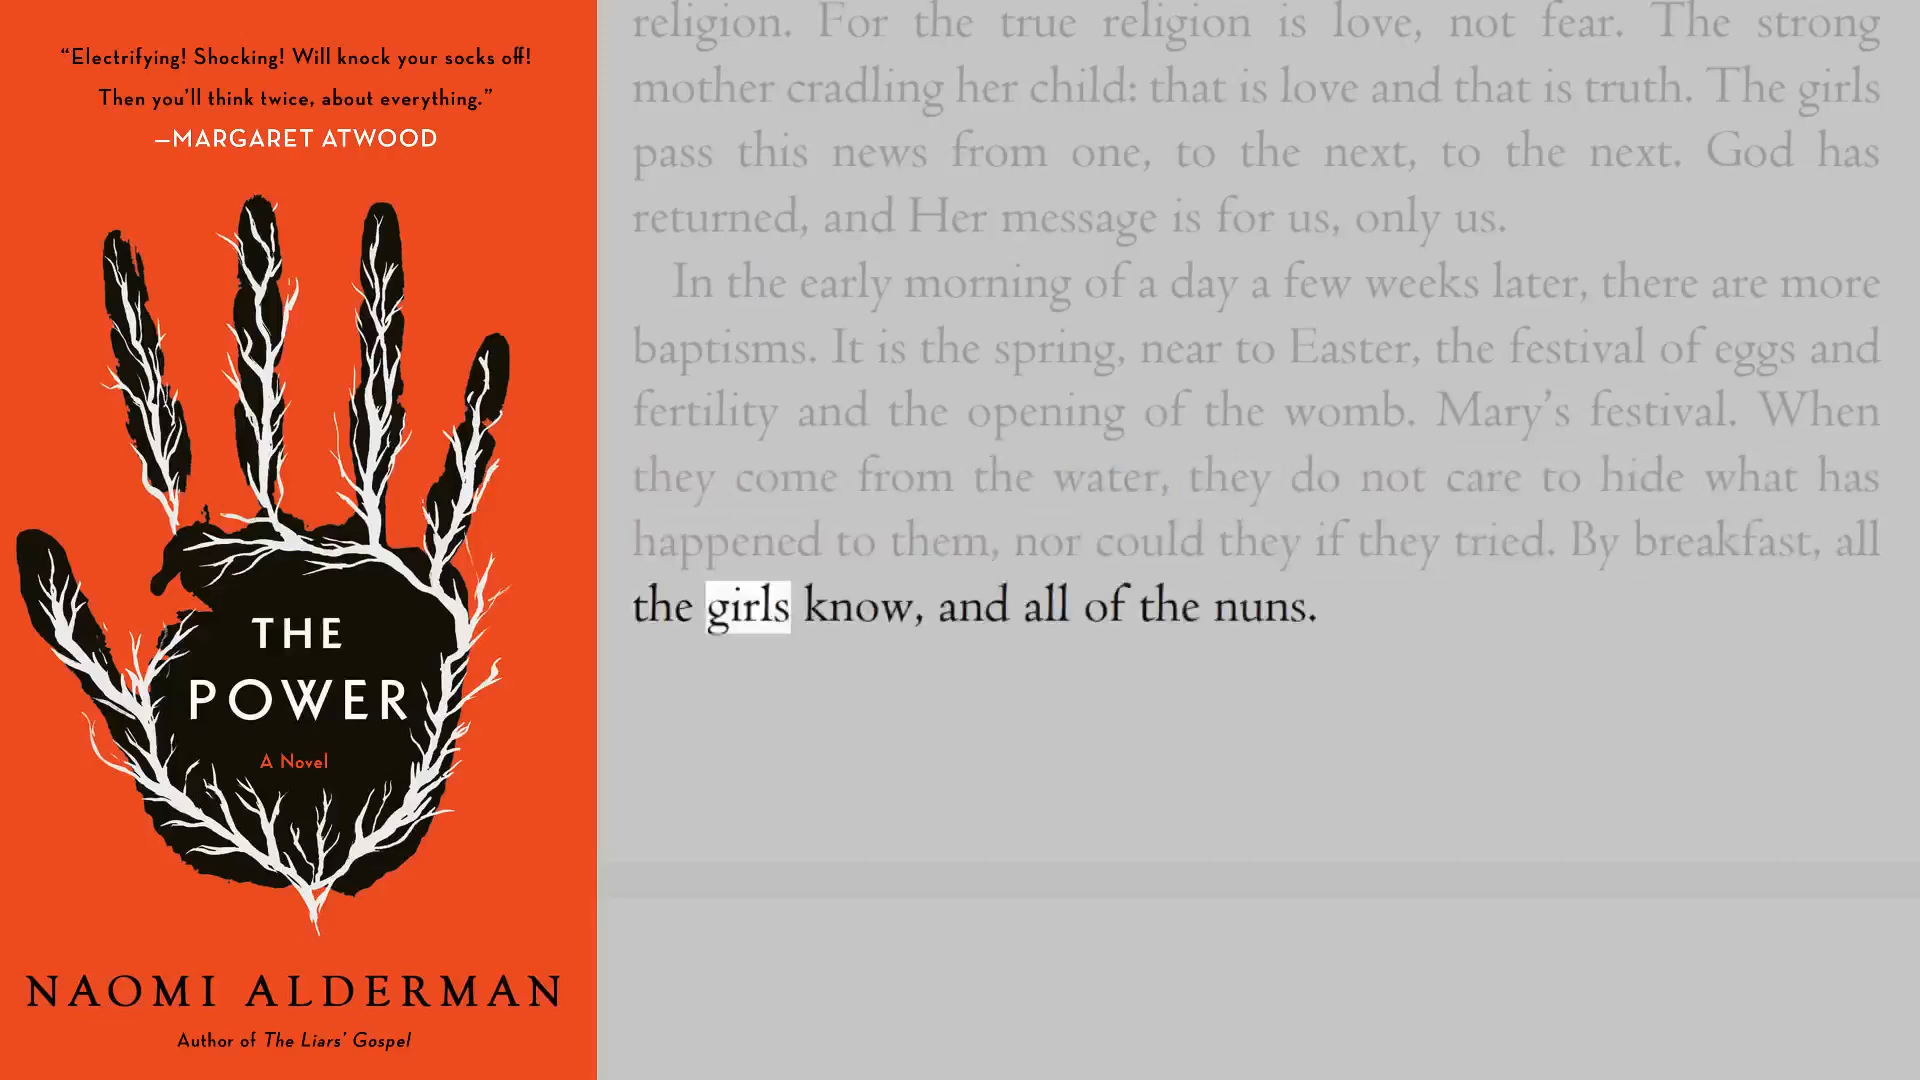 “Electrifying! Shocking! Will knock your socks off!
Then you’ll think twice, about everything.”
—MARGARET ATWOOD
THE
POWER
A Novel
NAOMI ALDERMAN
Author of The Liars’ Gospel
religion. For the true religion is love, not fear. The strong
mother cradling her child: that is love and that is truth. The girls
pass this news from one, to the next, to the next. God has
returned, and Her message is for us, only us.
In the early morning of a day a few weeks later, there are more
baptisms. It is the spring, near to Easter, the festival of eggs and
fertility and the opening of the womb. Mary’s festival. When
they come from the water, they do not care to hide what has
happened to them, nor could they if they tried. By breakfast, all
the girls know, and all of the nuns.